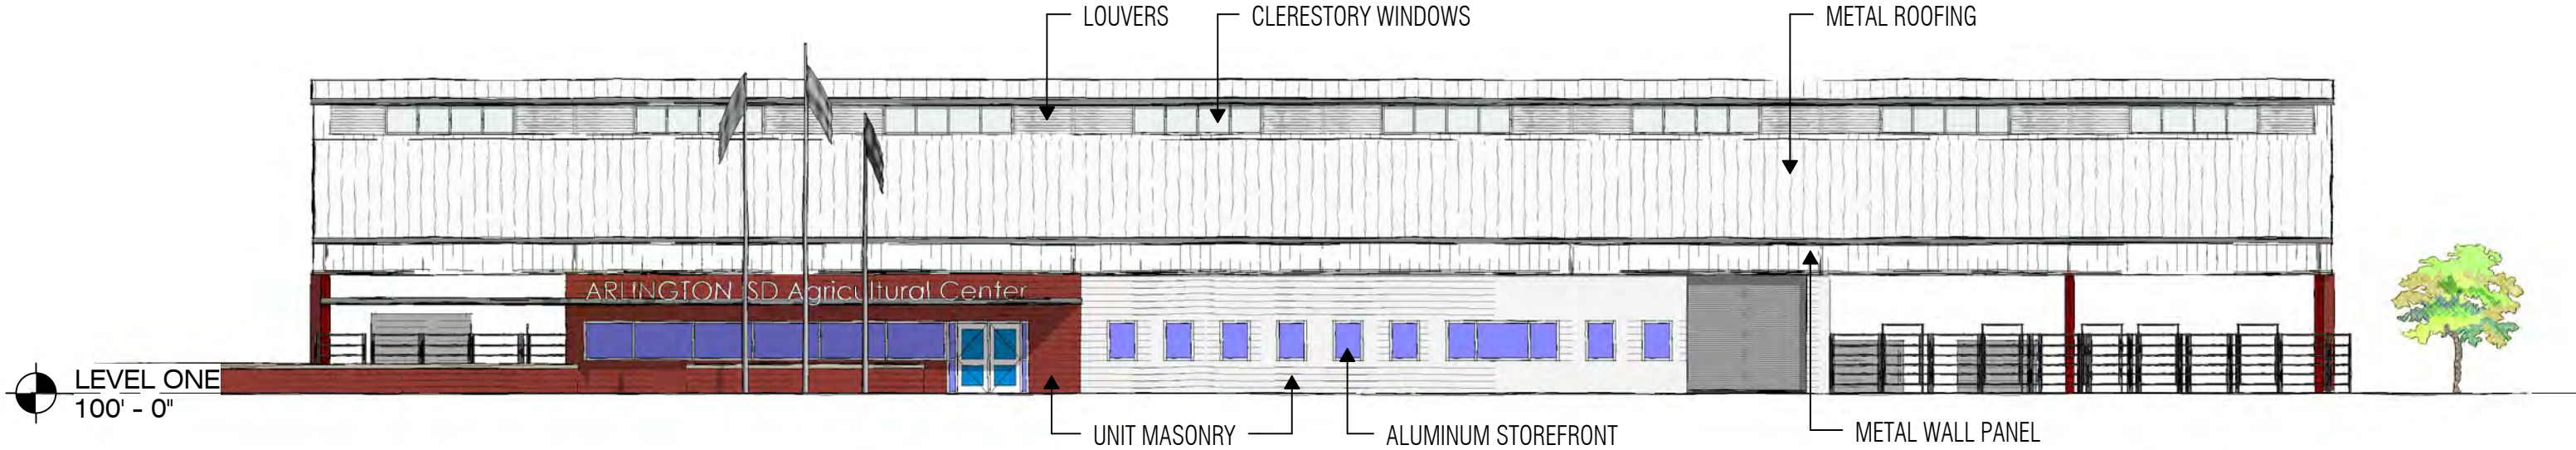 LOUVERS
CLERESTORY WINDOWS
METAL ROOFING
ARLINGTON ISD Agricultural Center
LEVEL ONE
100' - 0"
UNIT MASONRY
ALUMINUM STOREFRONT
METAL WALL PANEL